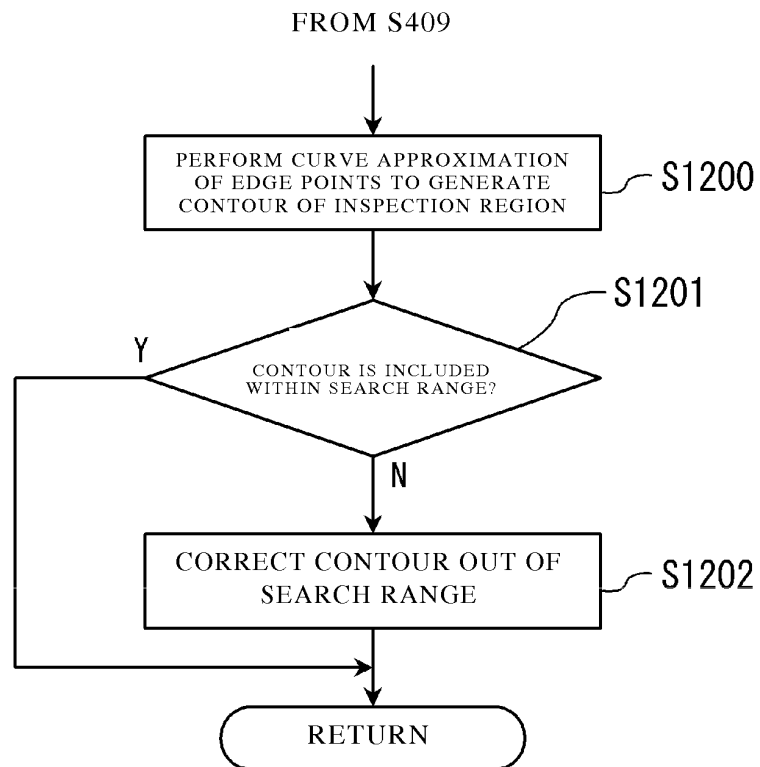 FROM S409
PERFORM CURVE APPROXIMATION
OF EDGE POINTS TO GENERATE
CONTOUR OF INSPECTION REGION
S1200
S1201
Y
CONTOUR IS INCLUDED
WITHIN SEARCH RANGE?
N
CORRECT CONTOUR OUT OF
SEARCH RANGE
S1202
RETURN